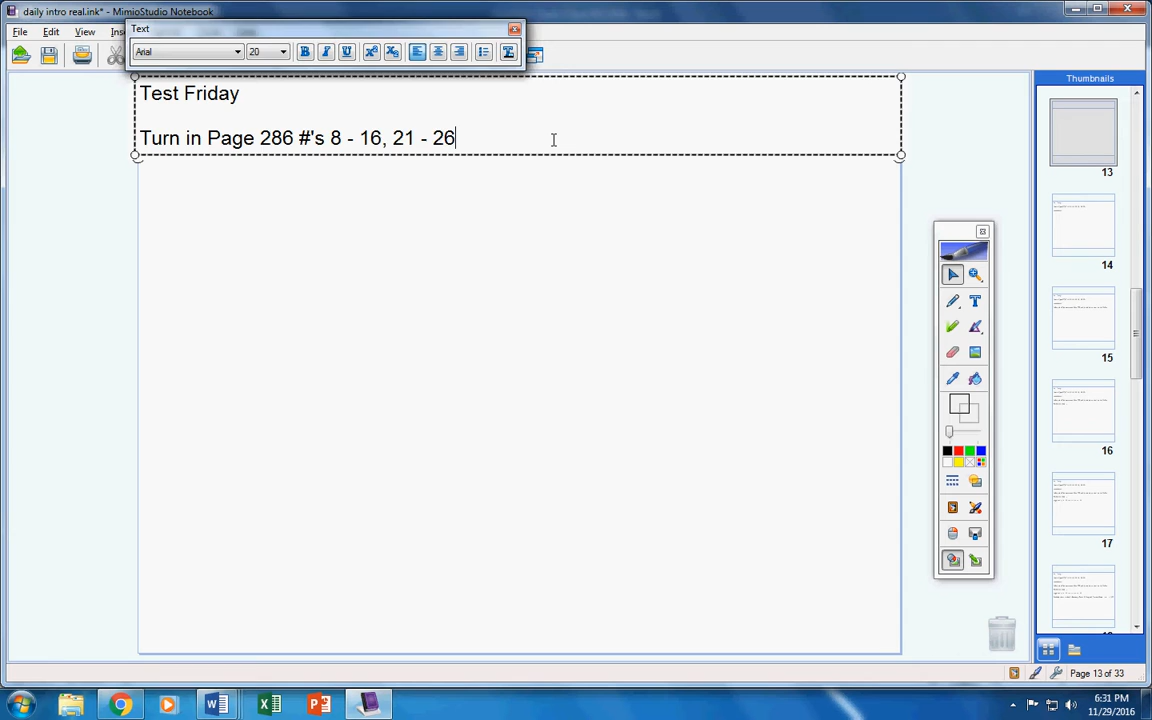 daily intro real.ink* - MimioStudio Notebook
File Edit View
Text
Arial 20
B I U
Thumbnails
Test Friday
Turn in Page 286 #'s 8 - 16, 21 - 26
13
14
15
16
17
Page 13 of 33
6:31 PM
11/29/2016